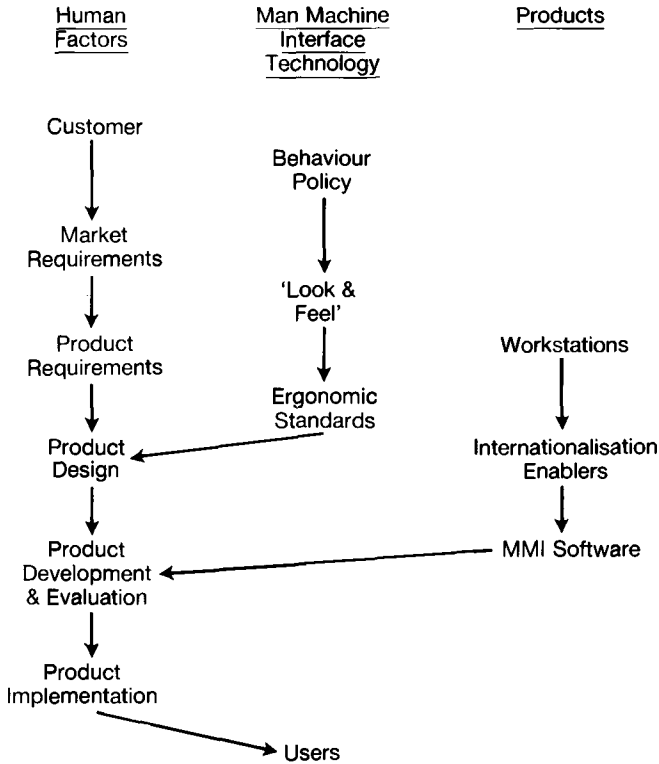 Human
Factors
Man Machine
Interface
Technology
Products
Customer
Market
Requirements
Product
Requirements
Product
Design
Product
Development
& Evaluation
Product
Implementation
Behaviour
Policy
'Look &
Feel'
Ergonomic
Standards
Workstations
Internationalisation
Enablers
MMI Software
Users